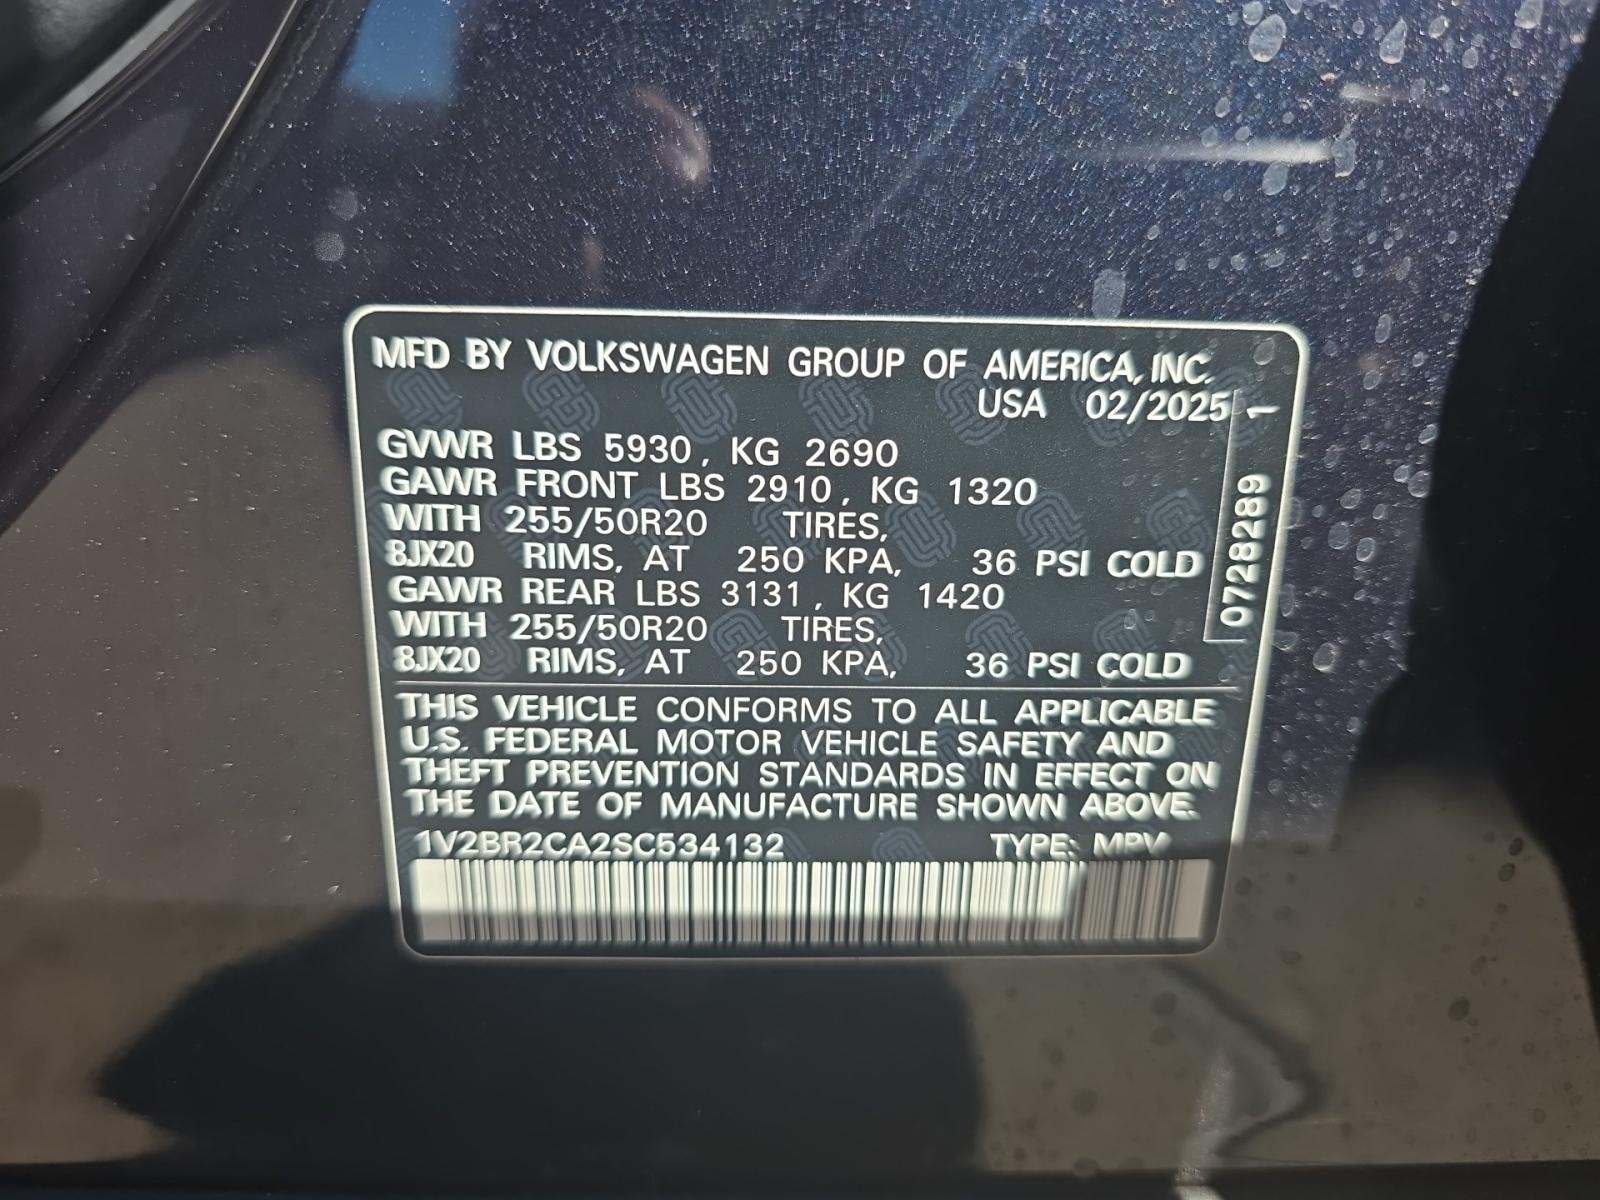 MFD BY VOLKSWAGEN GROUP OF AMERICA, INC.
USA 02/2025
GVWR LBS 5930, KG 2690
GAWR FRONT LBS 2910, KG 1320
WITH 255/50R20 TIRES,
8JX20 RIMS, AT 250 KPA, 36 PSI COLD
GAWR REAR LBS 3131, KG 1420
WITH 255/50R20 TIRES,
8JX20 RIMS, AT 250 KPA, 36 PSI COLD
THIS VEHICLE CONFORMS TO ALL APPLICABLE
U.S. FEDERAL MOTOR VEHICLE SAFETY AND
THEFT PREVENTION STANDARDS IN EFFECT ON
THE DATE OF MANUFACTURE SHOWN ABOVE.
1V2BR2CA2SC534132 TYPE: MPV
0728289 1